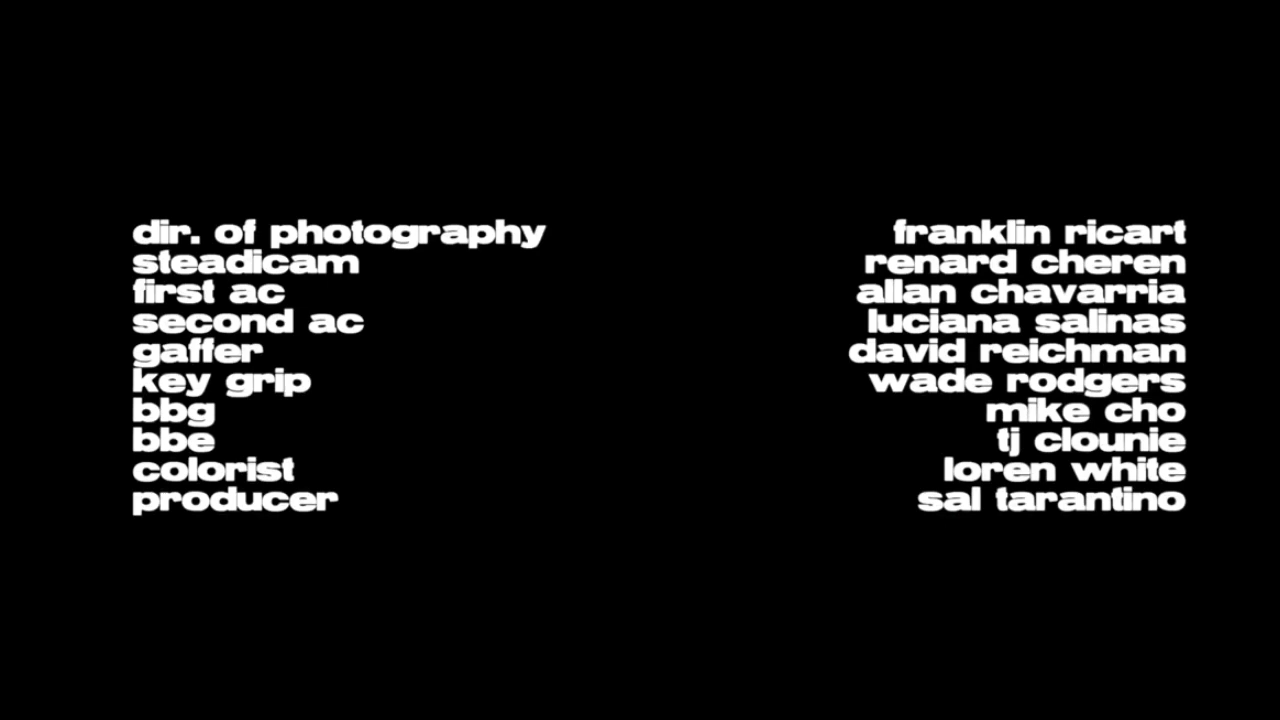 dir. of photography franklin ricart
steadicam renard cheren
first ac allan chavarria
second ac luciana salinas
gaffer david reichman
key grip wade rodgers
bbg mike cho
bbe tj clounie
colorist loren white
producer sal tarantino